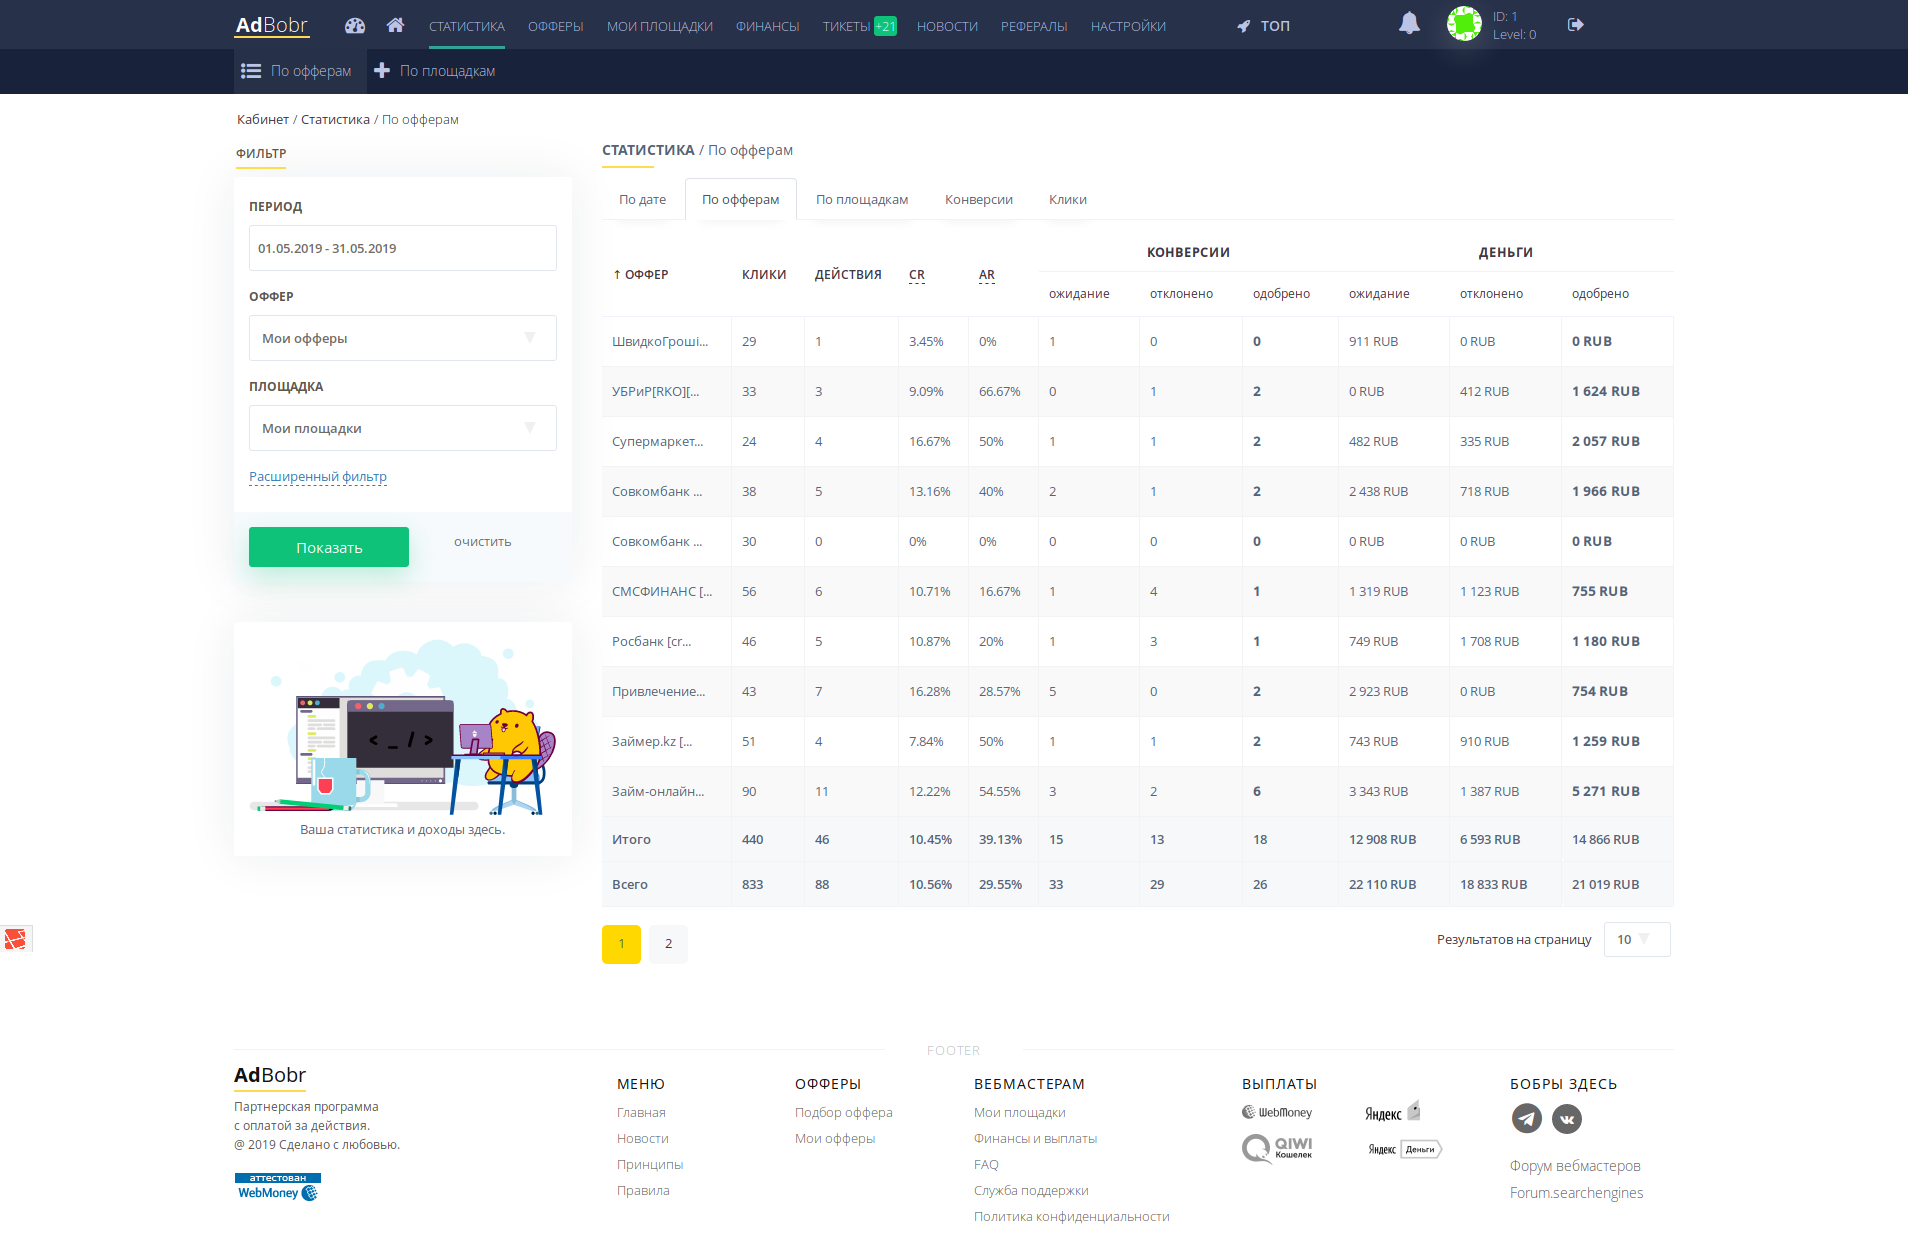 AdBobr СТАТИСТИКА ОФФЕРЫ МОИ ПЛОЩАДКИ ФИНАНСЫ ТИКЕТЫ +21 НОВОСТИ РЕФЕРАЛЫ НАСТРОЙКИ ТОП ID: 1
Level: 0
По офферам По площадкам
Кабинет / Статистика / По офферам
ФИЛЬТР
ПЕРИОД
01.05.2019 - 31.05.2019
ОФФЕР
Мои офферы
ПЛОЩАДКА
Мои площадки
Расширенный фильтр
Показать очистить
< _ / >
Ваша статистика и доходы здесь.
СТАТИСТИКА / По офферам
По дате По офферам По площадкам Конверсии Клики
КОНВЕРСИИ ДЕНЬГИ
↑ ОФФЕР КЛИКИ ДЕЙСТВИЯ CR AR
ожидание отклонено одобрено ожидание отклонено одобрено
ШвидкоГроші... 29 1 3.45% 0% 1 0 0 911 RUB 0 RUB 0 RUB
УБРиР[RKO][... 33 3 9.09% 66.67% 0 1 2 0 RUB 412 RUB 1 624 RUB
Супермаркет... 24 4 16.67% 50% 1 1 2 482 RUB 335 RUB 2 057 RUB
Совкомбанк ... 38 5 13.16% 40% 2 1 2 2 438 RUB 718 RUB 1 966 RUB
Совкомбанк ... 30 0 0% 0% 0 0 0 0 RUB 0 RUB 0 RUB
СМСФИНАНС [... 56 6 10.71% 16.67% 1 4 1 1 319 RUB 1 123 RUB 755 RUB
Росбанк [cr... 46 5 10.87% 20% 1 3 1 749 RUB 1 708 RUB 1 180 RUB
Привлечение... 43 7 16.28% 28.57% 5 0 2 2 923 RUB 0 RUB 754 RUB
Займер.kz [... 51 4 7.84% 50% 1 1 2 743 RUB 910 RUB 1 259 RUB
Займ-онлайн... 90 11 12.22% 54.55% 3 2 6 3 343 RUB 1 387 RUB 5 271 RUB
Итого 440 46 10.45% 39.13% 15 13 18 12 908 RUB 6 593 RUB 14 866 RUB
Всего 833 88 10.56% 29.55% 33 29 26 22 110 RUB 18 833 RUB 21 019 RUB
1 2 Результатов на страницу 10
FOOTER
AdBobr
Партнерская программа
с оплатой за действия.
@ 2019 Сделано с любовью.
аттестован
WebMoney
МЕНЮ
Главная
Новости
Принципы
Правила
ОФФЕРЫ
Подбор оффера
Мои офферы
ВЕБМАСТЕРАМ
Мои площадки
Финансы и выплаты
FAQ
Служба поддержки
Политика конфиденциальности
ВЫПЛАТЫ
WebMoney Яндекс
QIWI
Кошелек
Яндекс Деньги
БОБРЫ ЗДЕСЬ
Форум вебмастеров
Forum.searchengines